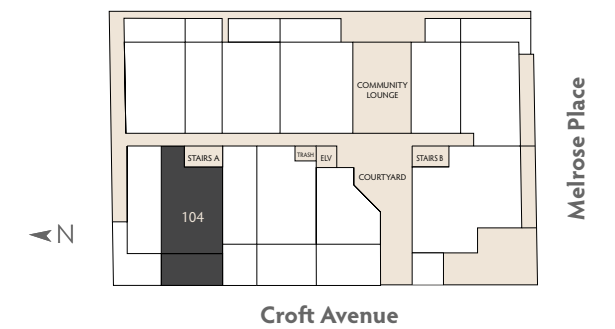 COMMUNITY
LOUNGE
STAIRS A
TRASH
ELV
STAIRS B
COURTYARD
104
N
Melrose Place
Croft Avenue